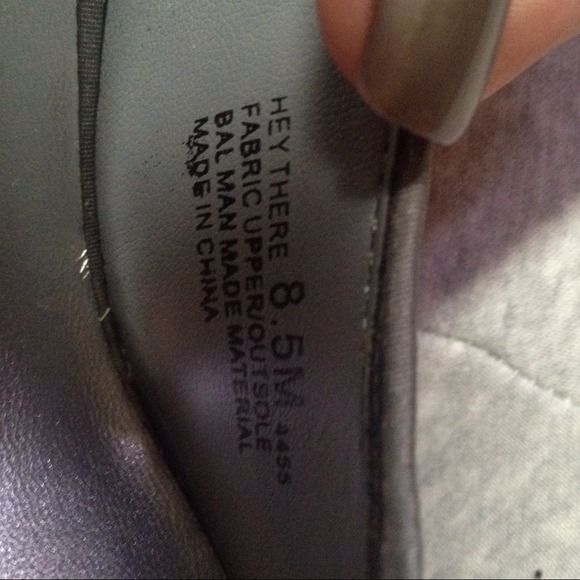 HEY THERE 8.5M 4455
FABRIC UPPER/OUTSOLE
BAL MAN MADE MATERIAL
MADE IN CHINA